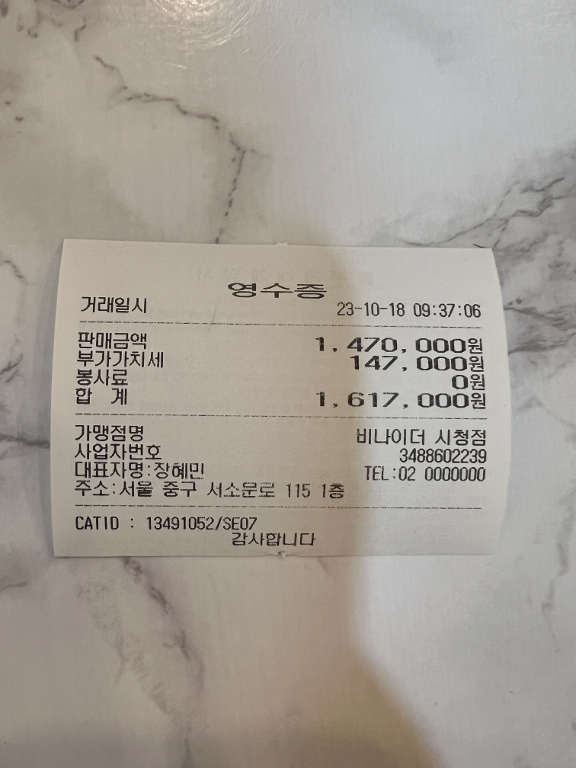 영수증
거래일시 23-10-18 09:37:06
판매금액 1,470,000원
부가가치세 147,000원
봉사료 0원
합 계 1,617,000원
가맹점명 비나이더 시청점
사업자번호 3488602239
대표자명:장혜민 TEL:02 0000000
주소:서울 중구 서소문로 115 1층
CATID : 13491052/SE07
감사합니다